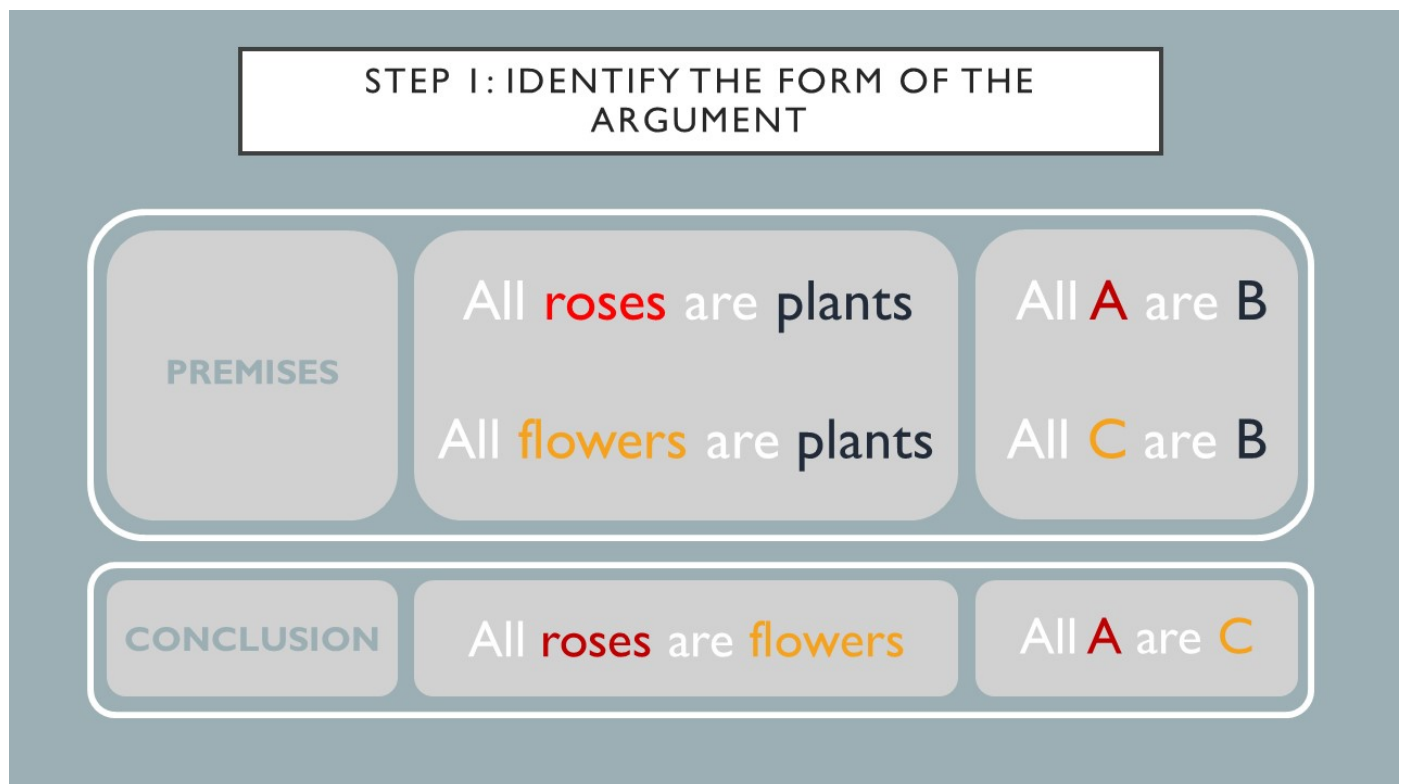 STEP 1: IDENTIFY THE FORM OF THE
ARGUMENT
PREMISES
All roses are plants
All A are B
All flowers are plants
All C are B
CONCLUSION
All roses are flowers
All A are C